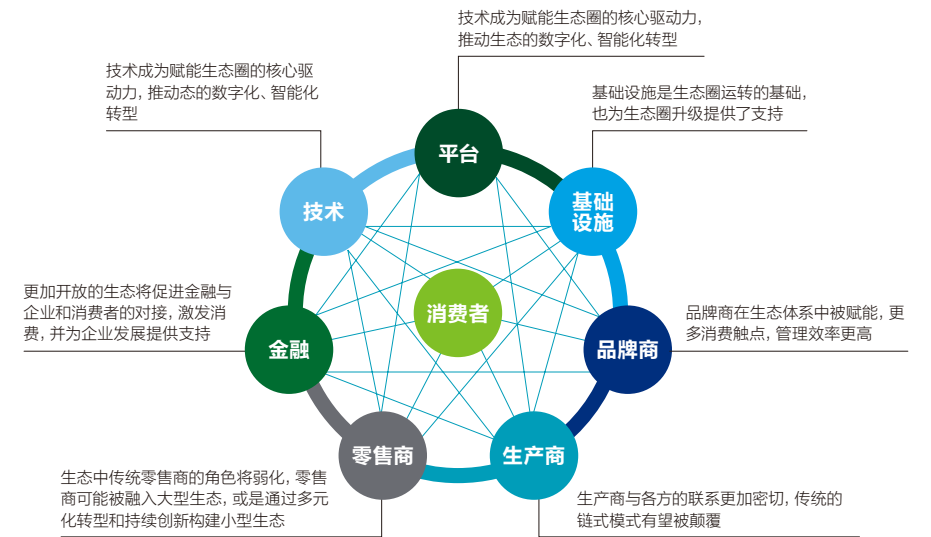 技术成为赋能生态圈的核心驱动力，
推动生态的数字化、智能化转型
技术成为赋能生态圈的核心驱
动力，推动态的数字化、智能化
转型
基础设施是生态圈运转的基础，
也为生态圈升级提供了支持
平台
技术
基础
设施
更加开放的生态将促进金融与
企业和消费者的对接，激发消
费，并为企业发展提供支持
消费者
品牌商在生态体系中被赋能，更
多消费触点，管理效率更高
金融
品牌商
零售商
生产商
生态中传统零售商的角色将弱化，零售
商可能被融入大型生态，或是通过多元
化转型和持续创新构建小型生态
生产商与各方的联系更加密切，传统的
链式模式有望被颠覆